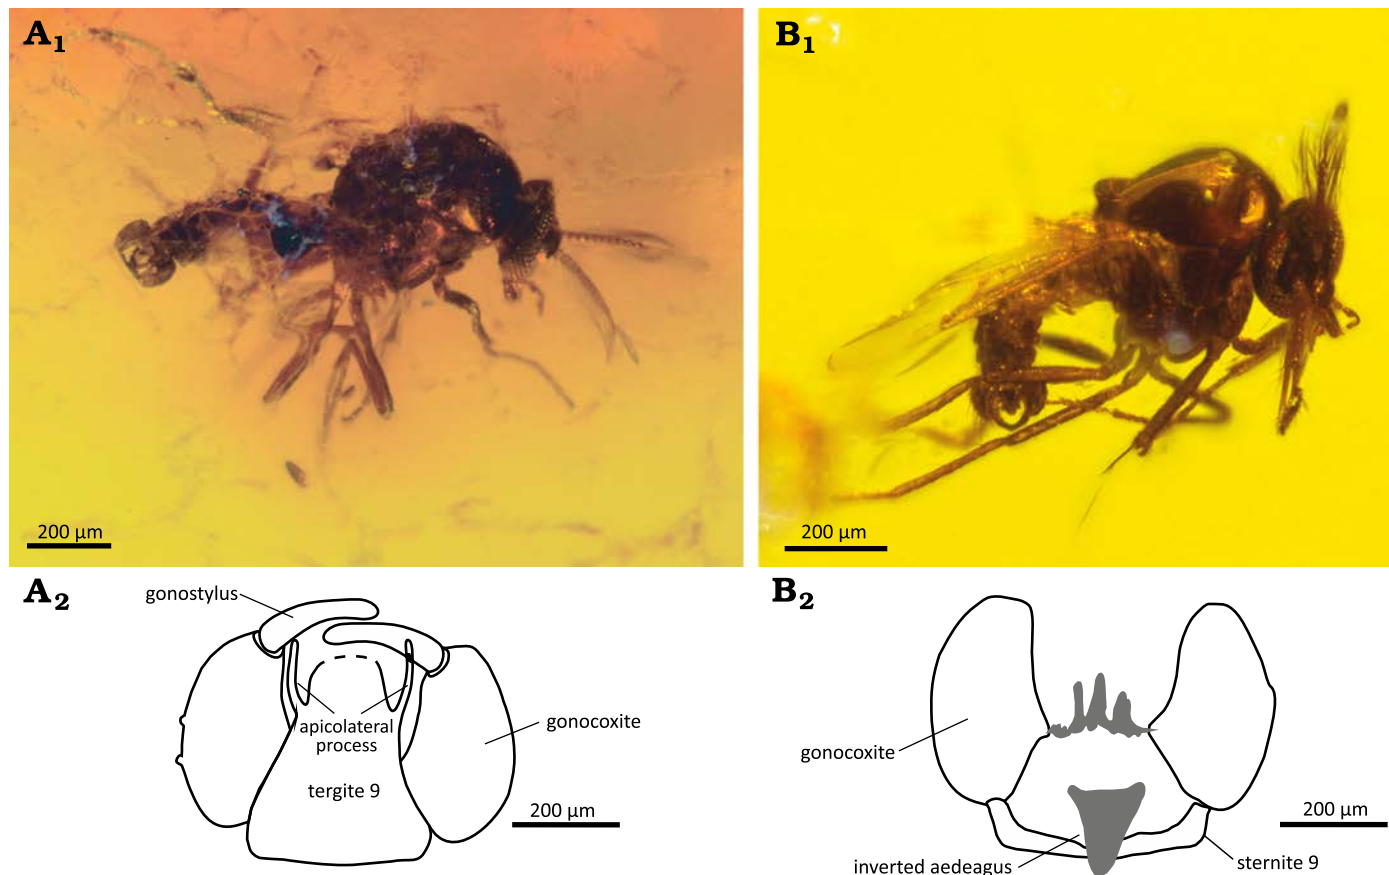 A1
200 µm
B1
200 µm
A2
gonostylus
apicolateral
process
tergite 9
gonocoxite
200 µm
B2
gonocoxite
inverted aedeagus
sternite 9
200 µm